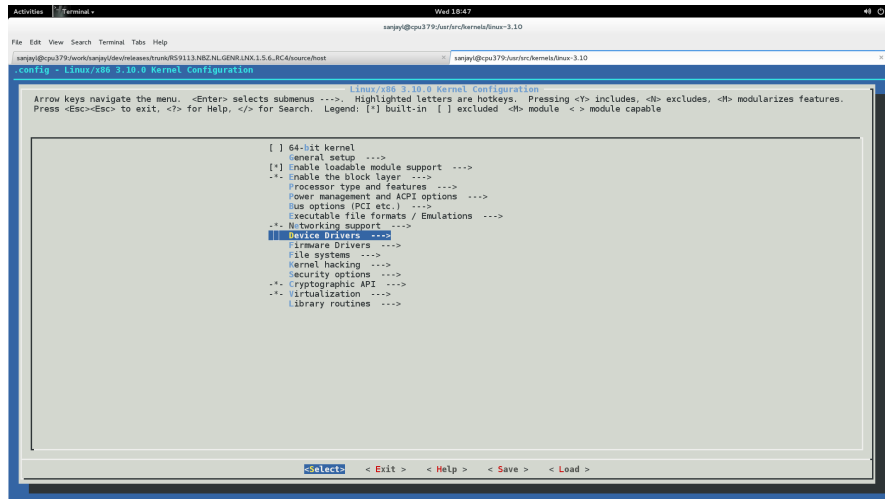 Activities Terminal ▾ Wed 18:47
sanjayl@cpu379:/usr/src/kernels/linux-3.10
File Edit View Search Terminal Tabs Help
sanjayl@cpu379:/work/sanjayl/dev/releases/trunk/RS9113.NBZ.NL.GENR.LNX.1.5.6_RC4/source/host × sanjayl@cpu379:/usr/src/kernels/linux-3.10 ×
.config - Linux/x86 3.10.0 Kernel Configuration
Linux/x86 3.10.0 Kernel Configuration
Arrow keys navigate the menu. <Enter> selects submenus --->. Highlighted letters are hotkeys. Pressing <Y> includes, <N> excludes, <M> modularizes features.
Press <Esc><Esc> to exit, <?> for Help, </> for Search. Legend: [*] built-in [ ] excluded <M> module < > module capable
[ ] 64-bit kernel
General setup --->
[*] Enable loadable module support --->
-*- Enable the block layer --->
Processor type and features --->
Power management and ACPI options --->
Bus options (PCI etc.) --->
Executable file formats / Emulations --->
-*- Networking support --->
Device Drivers --->
Firmware Drivers --->
File systems --->
Kernel hacking --->
Security options --->
-*- Cryptographic API --->
-*- Virtualization --->
Library routines --->
<Select> < Exit > < Help > < Save > < Load >